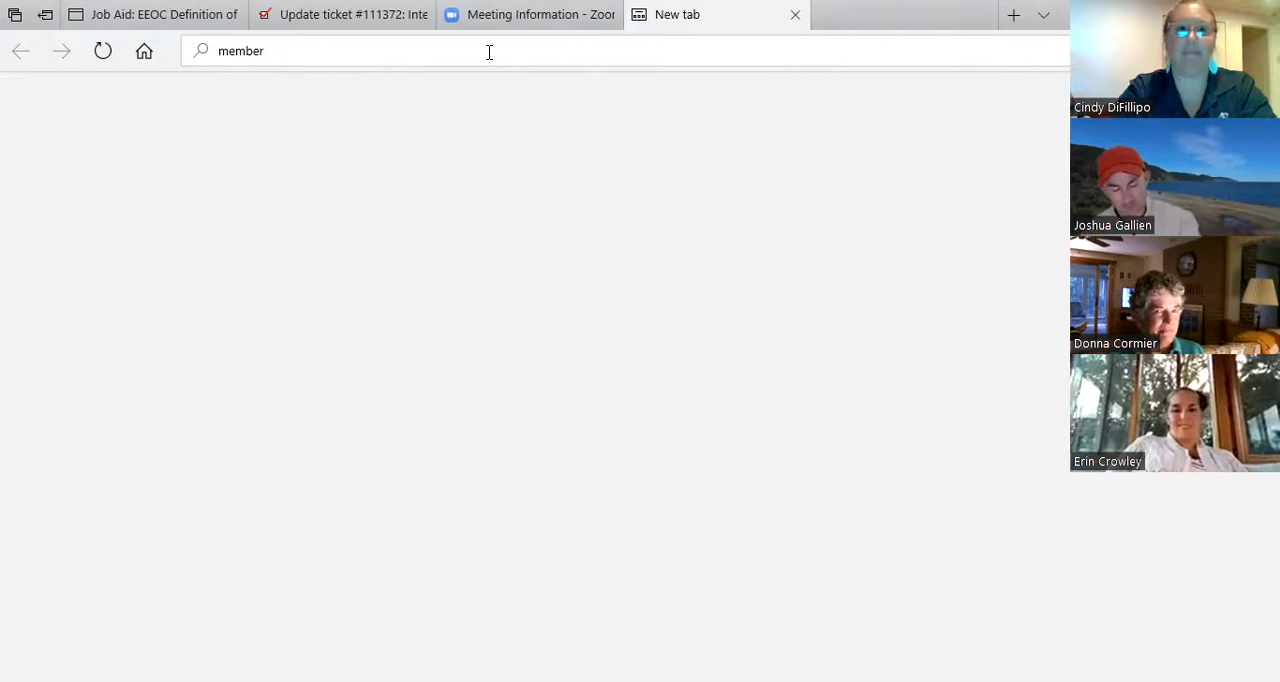 Job Aid: EEOC Definition of
Update ticket #111372: Inte
Meeting Information - Zoor
New tab
member
Cindy DiFillipo
Joshua Gallien
Donna Cormier
Erin Crowley